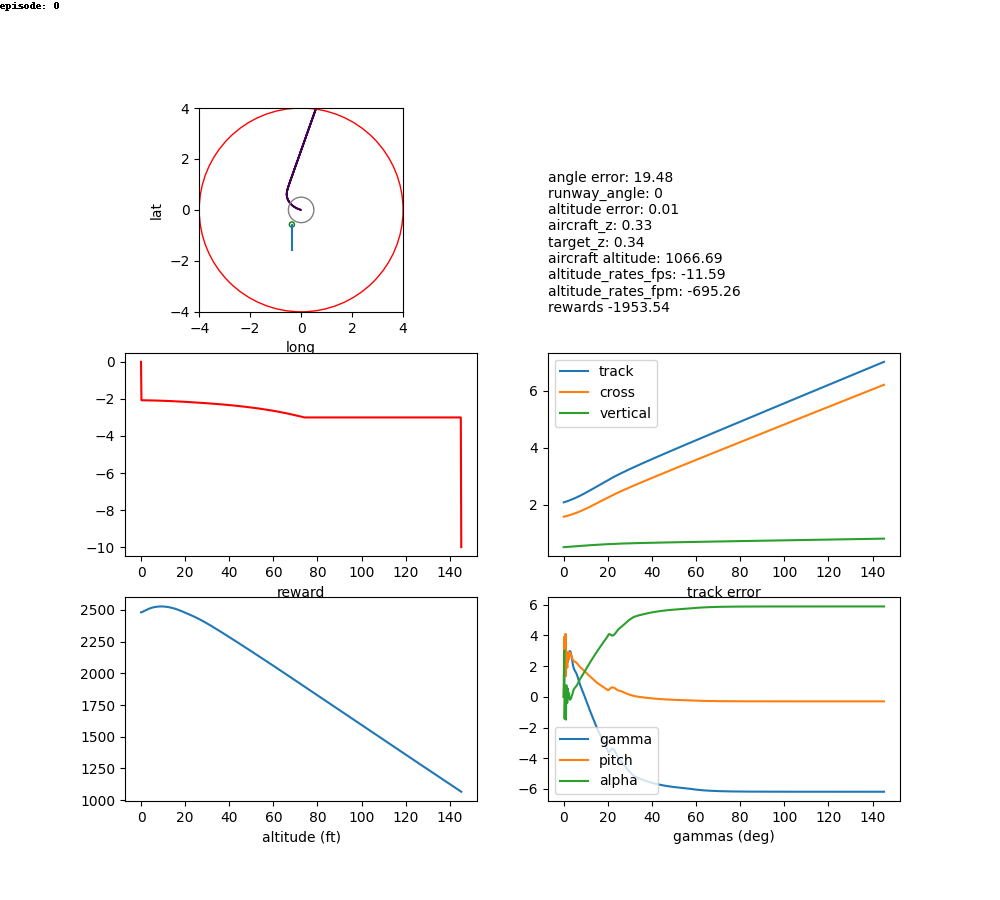 episode: 0
4
2
0
−2
−4
lat
−4 −2 0 2 4
long
angle error: 19.48
runway_angle: 0
altitude error: 0.01
aircraft_z: 0.33
target_z: 0.34
aircraft altitude: 1066.69
altitude_rates_fps: -11.59
altitude_rates_fpm: -695.26
rewards -1953.54
0
−2
−4
−6
−8
−10
0 20 40 60 80 100 120 140
reward
track
cross
vertical
6
4
2
0 20 40 60 80 100 120 140
track error
2500
2250
2000
1750
1500
1250
1000
0 20 40 60 80 100 120 140
altitude (ft)
6
4
2
0
−2
−4
−6
gamma
pitch
alpha
0 20 40 60 80 100 120 140
gammas (deg)